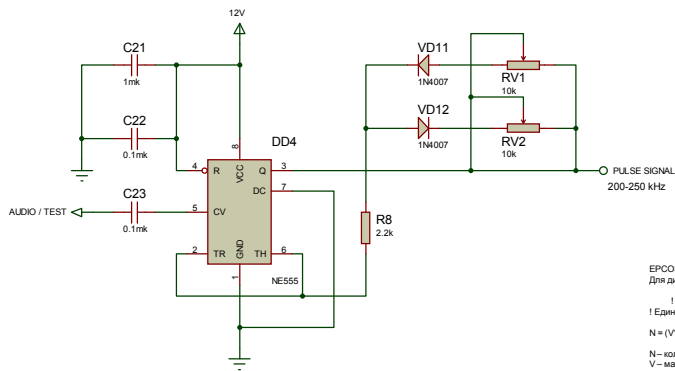 12V
C21
1mk
C22
0.1mk
C23
0.1mk
AUDIO / TEST
DD4
4
R
8
VCC
Q
3
DC
7
5
CV
2
TR
GND
TH
6
1
NE555
R8
2.2k
VD11
1N4007
VD12
1N4007
RV1
10k
RV2
10k
PULSE SIGNAL
200-250 kHz
EPCO
Для
!
! Един
N = (V
N – кол
V – ма